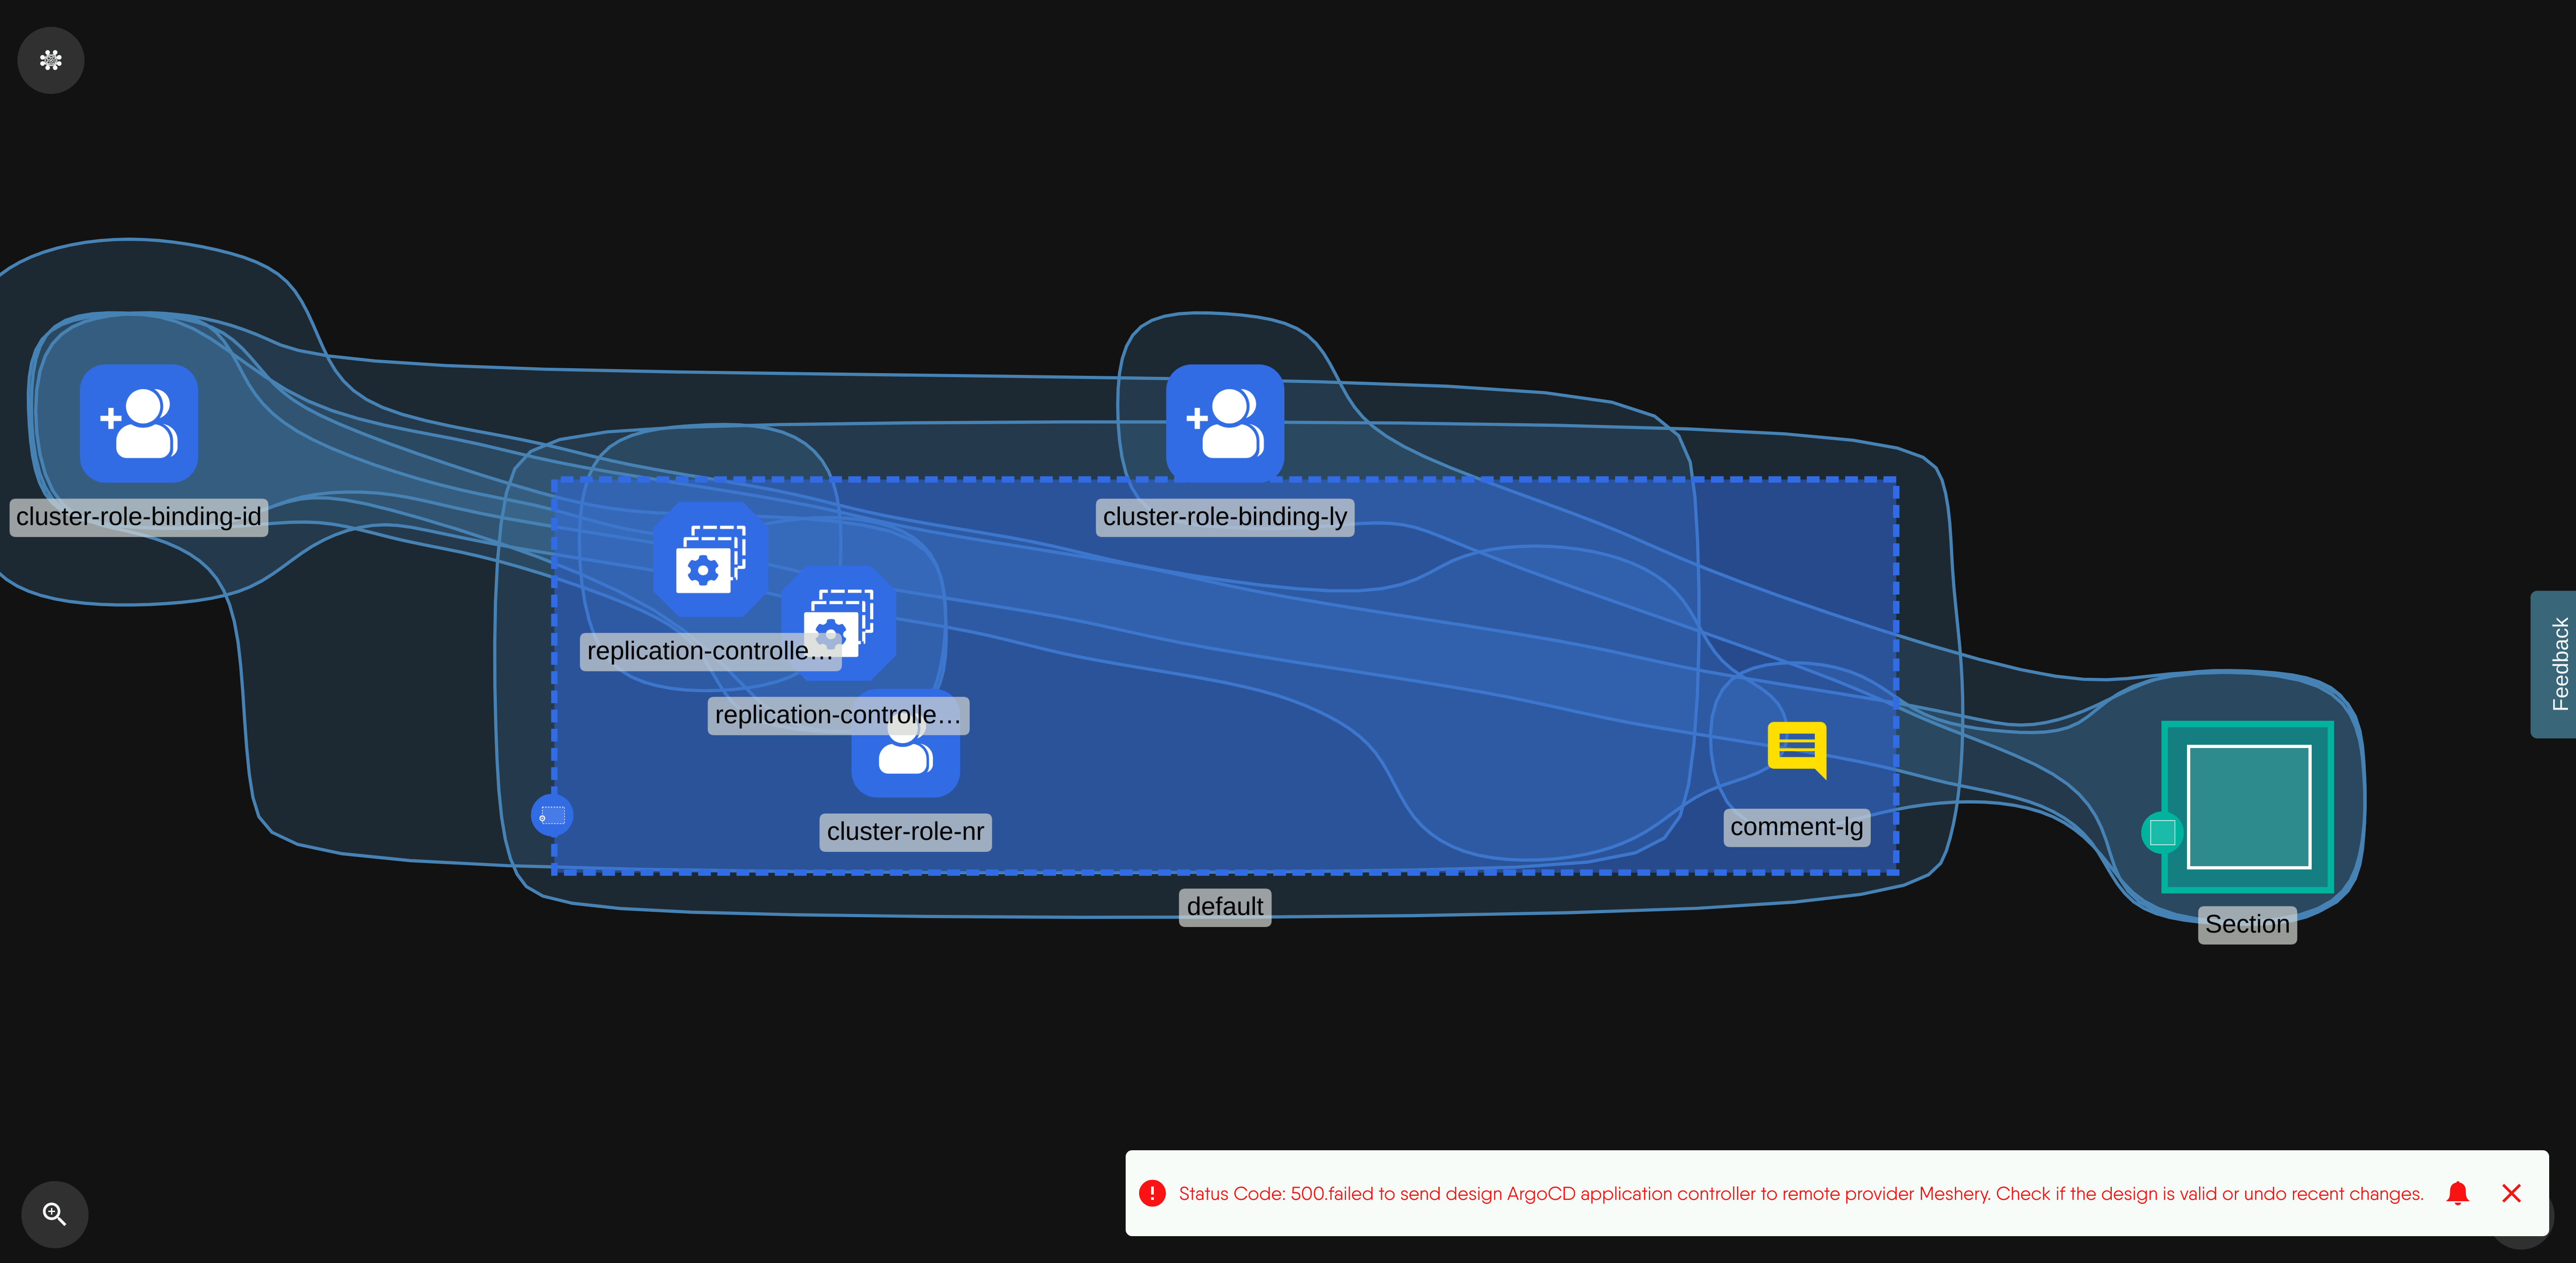 cluster-role-binding-id
cluster-role-binding-ly
replication-controlle...
replication-controlle...
cluster-role-nr
comment-lg
default
Section
Feedback
Status Code: 500.failed to send design ArgoCD application controller to remote provider Meshery. Check if the design is valid or undo recent changes.